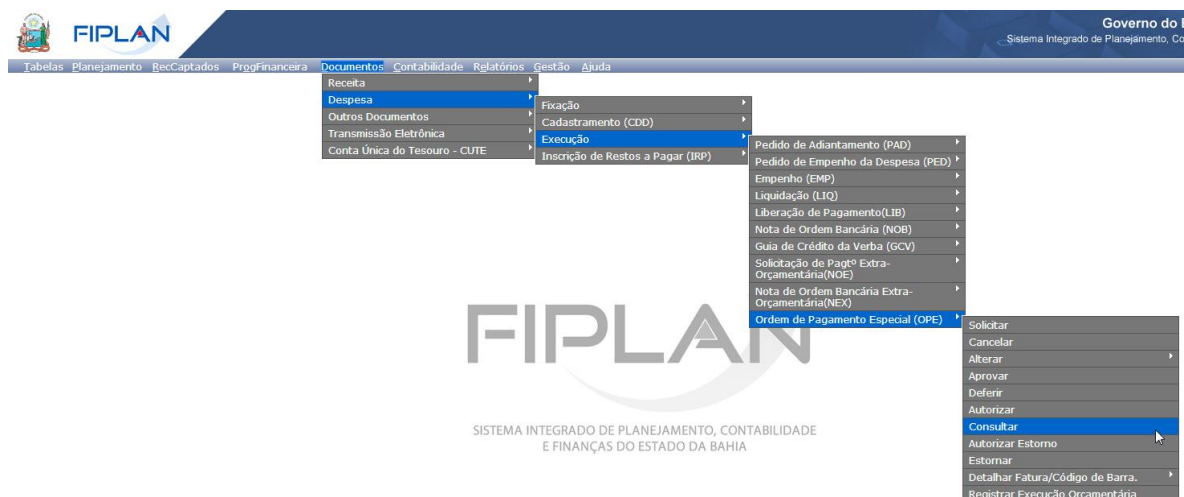 FIPLAN
Governo do
Sistema Integrado de Planejamento, Co
Tabelas Planejamento RecCaptados ProgFinanceira Documentos Contabilidade Relatórios Gestão Ajuda
Receita
Despesa
Outros Documentos
Transmissão Eletrônica
Conta Única do Tesouro - CUTE
Fixação
Cadastramento (CDD)
Execução
Inscrição de Restos a Pagar (IRP)
Pedido de Adiantamento (PAD)
Pedido de Empenho da Despesa (PED)
Empenho (EMP)
Liquidação (LIQ)
Liberação de Pagamento(LIB)
Nota de Ordem Bancária (NOB)
Guia de Crédito da Verba (GCV)
Solicitação de Pagtº Extra-
Orçamentária(NOE)
Nota de Ordem Bancária Extra-
Orçamentária(NEX)
Ordem de Pagamento Especial (OPE)
Solicitar
Cancelar
Alterar
Aprovar
Deferir
Autorizar
Consultar
Autorizar Estorno
Estornar
Detalhar Fatura/Código de Barra.
Registrar Execução Orçamentária
FIPLAN
SISTEMA INTEGRADO DE PLANEJAMENTO, CONTABILIDADE
E FINANÇAS DO ESTADO DA BAHIA